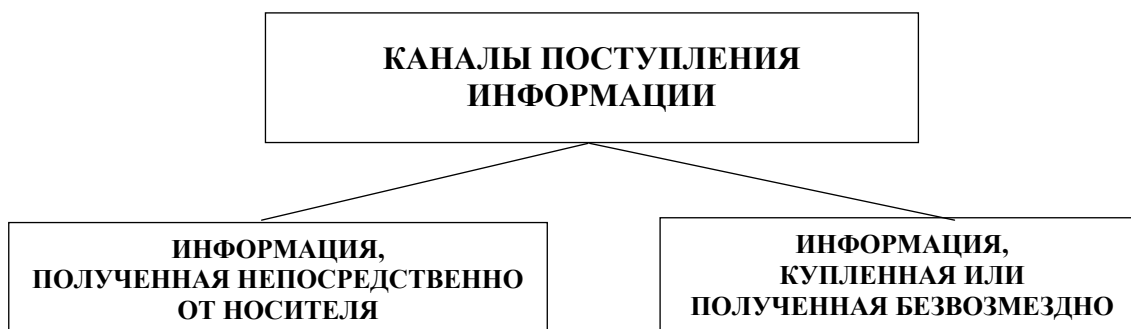 КАНАЛЫ ПОСТУПЛЕНИЯ
ИНФОРМАЦИИ
ИНФОРМАЦИЯ,
ПОЛУЧЕННАЯ НЕПОСРЕДСТВЕННО
ОТ НОСИТЕЛЯ
ИНФОРМАЦИЯ,
КУПЛЕННАЯ ИЛИ
ПОЛУЧЕННАЯ БЕЗВОЗМЕЗДНО